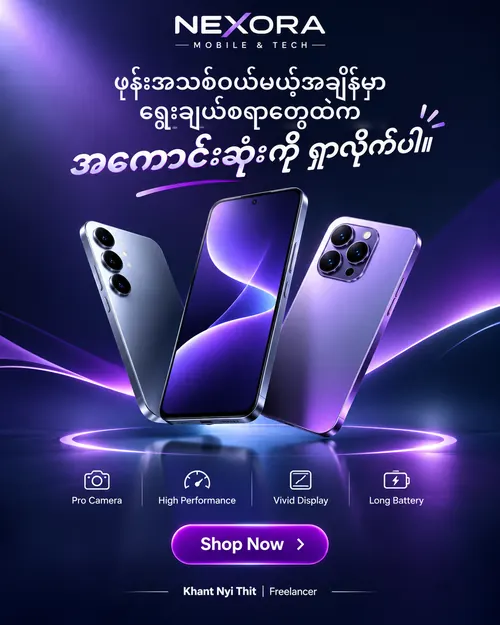 NEXORA
MOBILE & TECH
ဖုန်းအသစ်ဝယ်မယ့်အချိန်မှာ
ရွေးချယ်စရာတွေထဲက
အကောင်းဆုံးကို ရှာလိုက်ပါ။
Pro Camera
High Performance
Vivid Display
Long Battery
Shop Now
Khant Nyi Thit | Freelancer